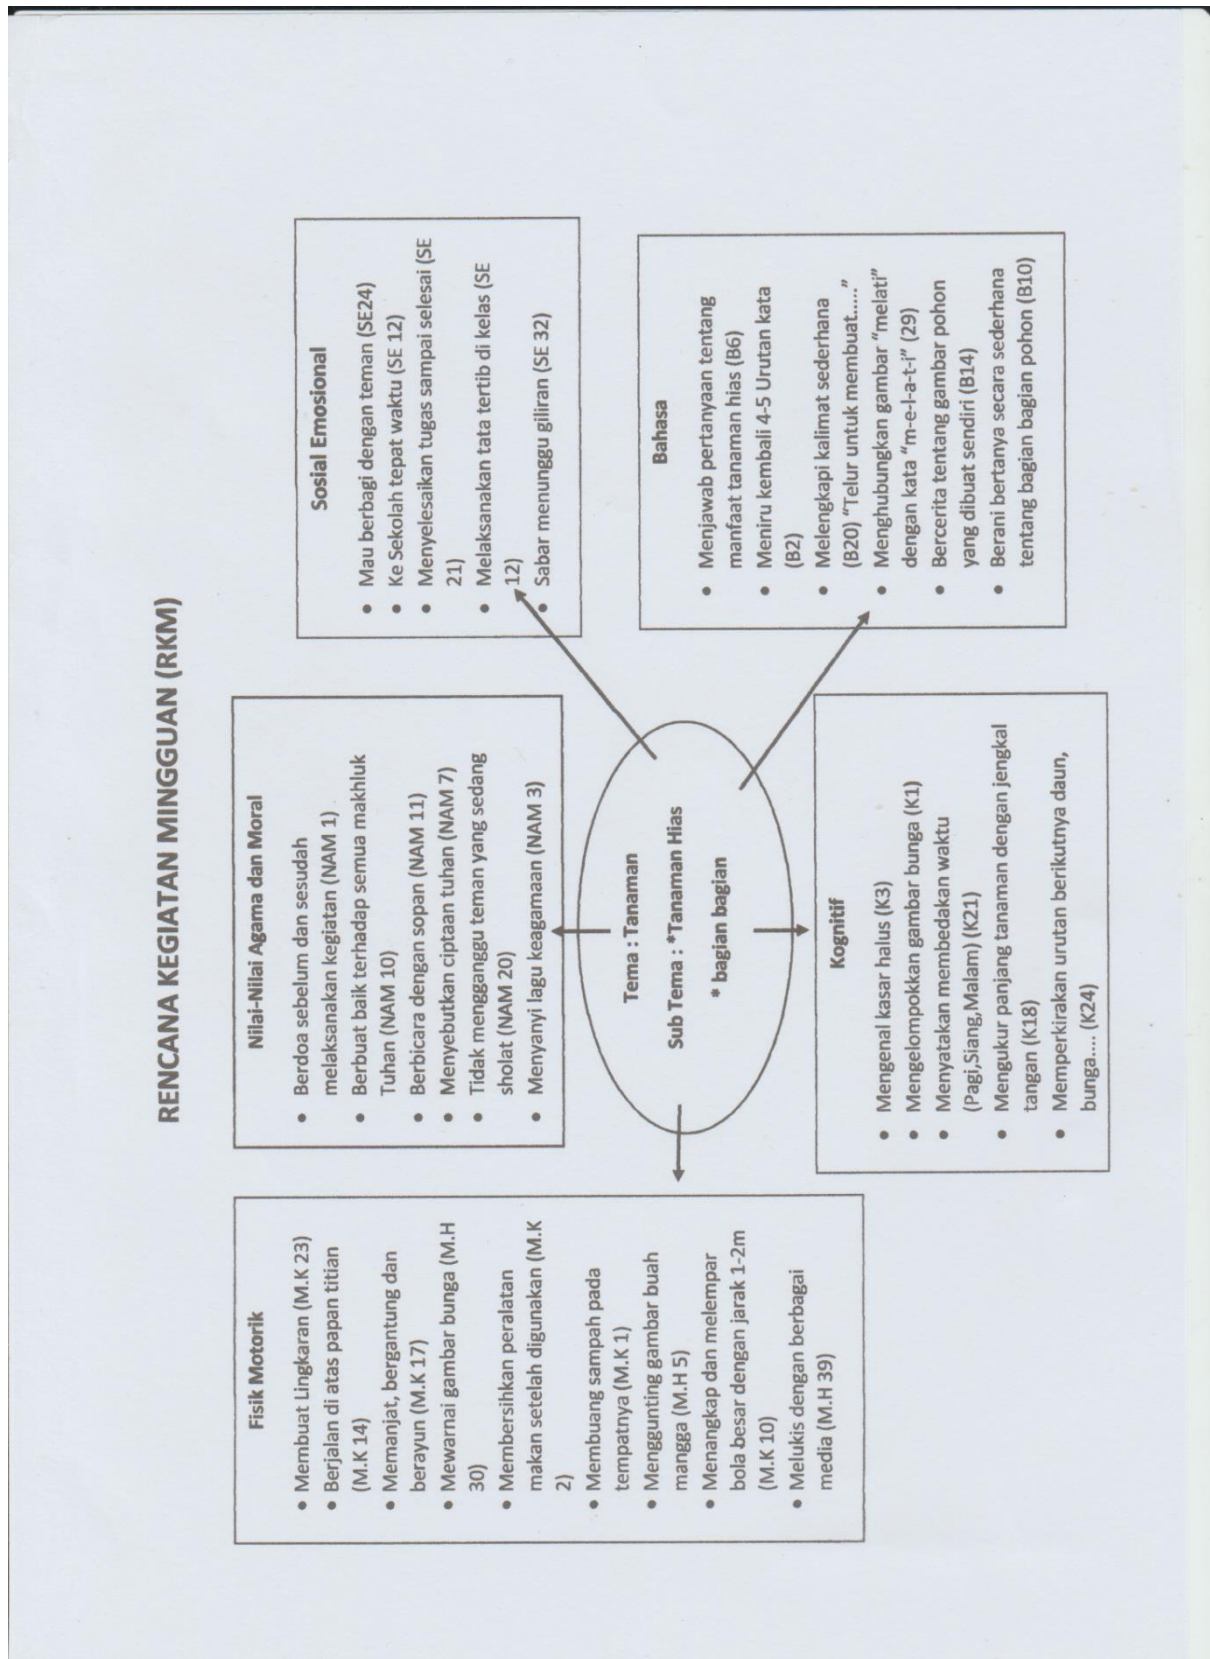 RENCANA KEGIATAN MINGGUAN (RKM)
Fisik Motorik
• Membuat Lingkaran (M.K 23)
• Berjalan di atas papan titian
(M.K 14)
• Memanjat, bergantung dan
berayun (M.K 17)
• Mewarnai gambar bunga (M.H
30)
• Membersihkan peralatan
makan setelah digunakan (M.K
2)
• Membuang sampah pada
tempatnya (M.K 1)
• Menggunting gambar buah
mangga (M.H 5)
• Menangkap dan melempar
bola besar dengan jarak 1-2m
(M.K 10)
• Melukis dengan berbagai
media (M.H 39)
Nilai-Nilai Agama dan Moral
• Berdoa sebelum dan sesudah
melaksanakan kegiatan (NAM 1)
• Berbuat baik terhadap semua makhluk
Tuhan (NAM 10)
• Berbicara dengan sopan (NAM 11)
• Menyebutkan ciptaan tuhan (NAM 7)
• Tidak mengganggu teman yang sedang
sholat (NAM 20)
• Menyanyi lagu keagamaan (NAM 3)
Sosial Emosional
• Mau berbagi dengan teman (SE24)
• Ke Sekolah tepat waktu (SE 12)
• Menyelesaikan tugas sampai selesai (SE
21)
• Melaksanakan tata tertib di kelas (SE
12)
• Sabar menunggu giliran (SE 32)
Tema : Tanaman
Sub Tema : *Tanaman Hias
* bagian bagian
Kognitif
• Mengenal kasar halus (K3)
• Mengelompokkan gambar bunga (K1)
• Menyatakan membedakan waktu
(Pagi,Siang,Malam) (K21)
• Mengukur panjang tanaman dengan jengkal
tangan (K18)
• Memperkirakan urutan berikutnya daun,
bunga.... (K24)
Bahasa
• Menjawab pertanyaan tentang
manfaat tanaman hias (B6)
• Meniru kembali 4-5 Urutan kata
(B2)
• Melengkapi kalimat sederhana
(B20) “Telur untuk membuat.....”
• Menghubungkan gambar “melati”
dengan kata “m-e-l-a-t-i” (29)
• Bercerita tentang gambar pohon
yang dibuat sendiri (B14)
• Berani bertanya secara sederhana
tentang bagian bagian pohon (B10)